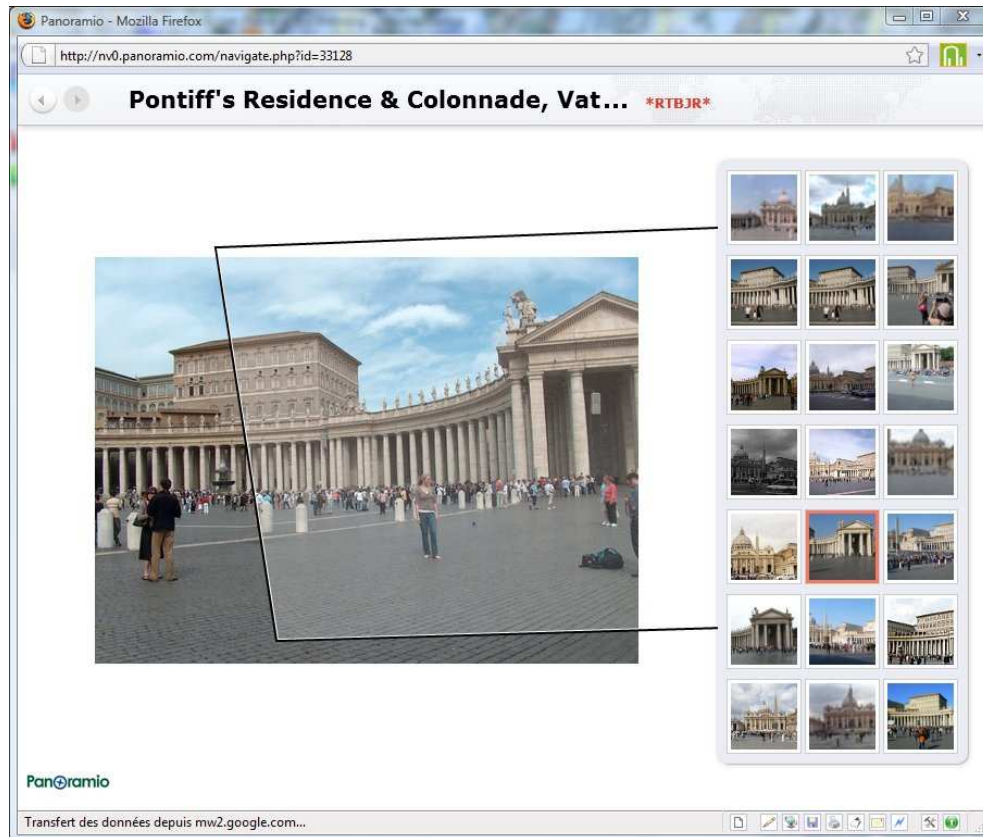 Panoramio - Mozilla Firefox
http://nv0.panoramio.com/navigate.php?id=33128
Pontiff's Residence & Colonnade, Vat... *RTBJR*
Panoramio
Transfert des données depuis mw2.google.com...